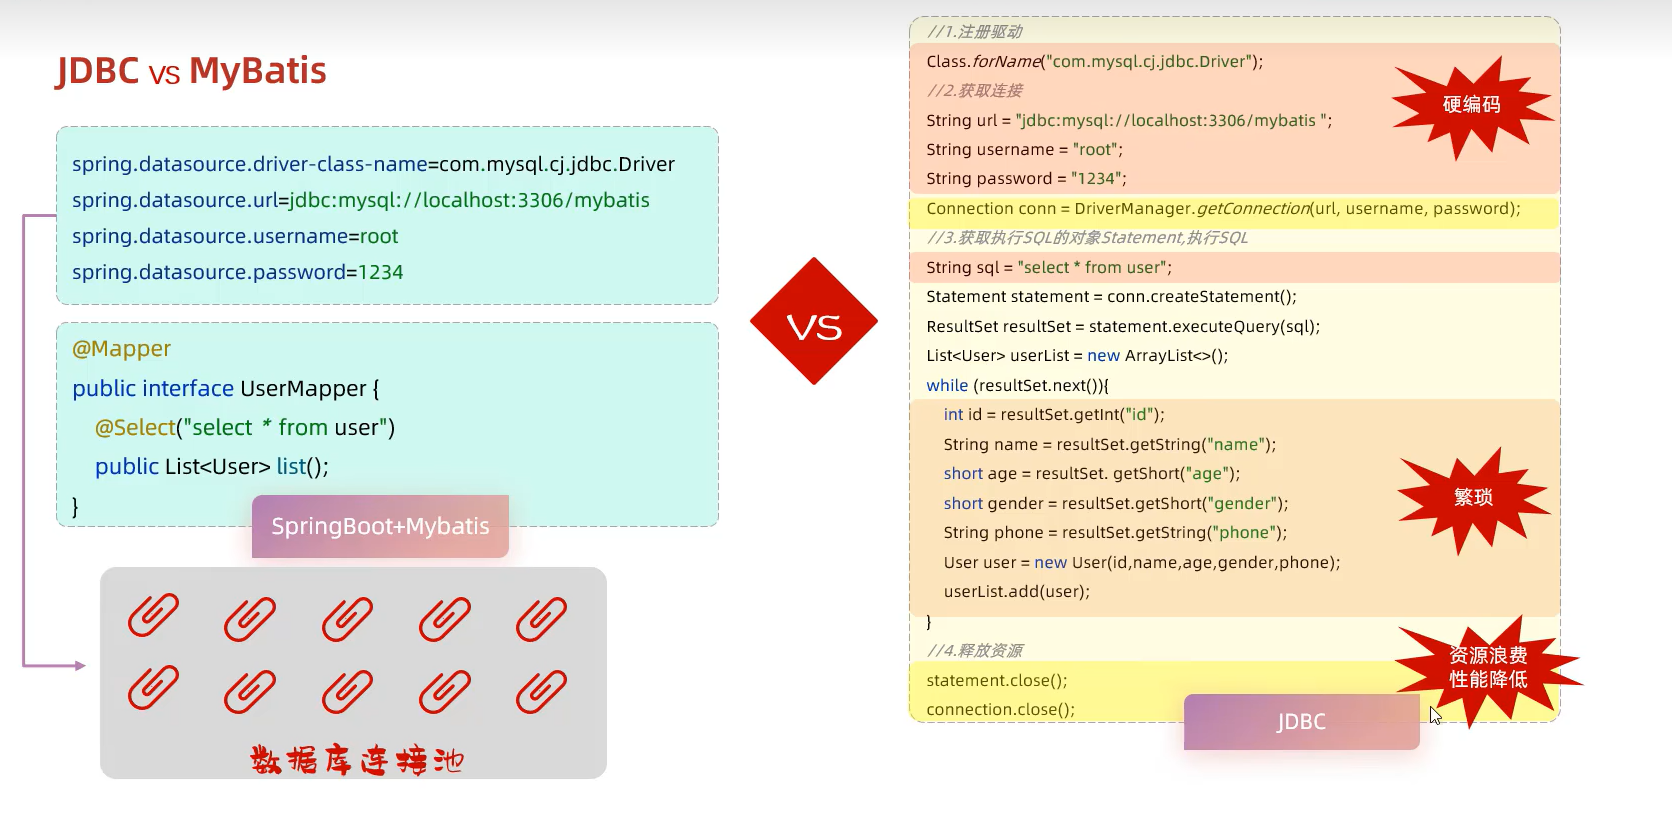 JDBC vs MyBatis
spring.datasource.driver-class-name=com.mysql.cj.jdbc.Driver
spring.datasource.url=jdbc:mysql://localhost:3306/mybatis
spring.datasource.username=root
spring.datasource.password=1234
@Mapper
public interface UserMapper {
@Select("select * from user")
public List<User> list();
}
SpringBoot+Mybatis
数据库连接池
VS
//1.注册驱动
Class.forName("com.mysql.cj.jdbc.Driver");
//2.获取连接
String url = "jdbc:mysql://localhost:3306/mybatis ";
String username = "root";
String password = "1234";
硬编码
Connection conn = DriverManager.getConnection(url, username, password);
//3.获取执行SQL的对象Statement,执行SQL
String sql = "select * from user";
Statement statement = conn.createStatement();
ResultSet resultSet = statement.executeQuery(sql);
List<User> userList = new ArrayList<>();
while (resultSet.next()){
int id = resultSet.getInt("id");
String name = resultSet.getString("name");
short age = resultSet. getShort("age");
short gender = resultSet.getShort("gender");
String phone = resultSet.getString("phone");
User user = new User(id,name,age,gender,phone);
userList.add(user);
繁琐
}
//4.释放资源
statement.close();
connection.close();
资源浪费
性能降低
JDBC